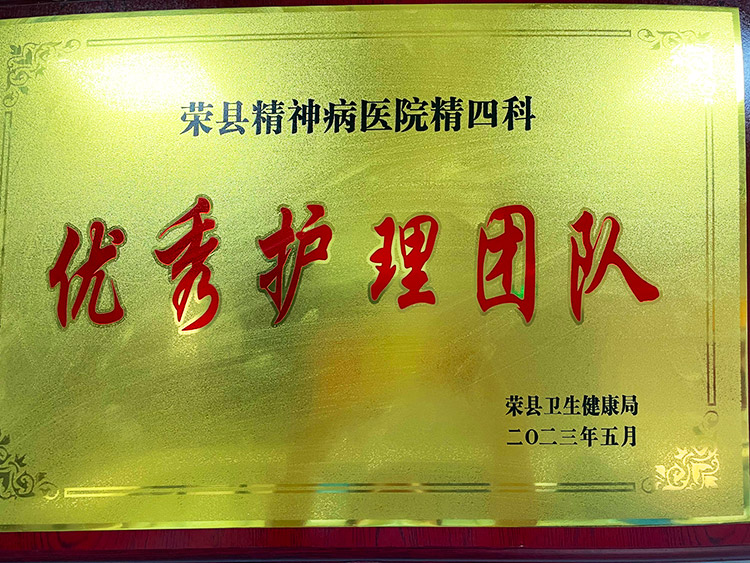 荣县精神病医院精四科
优秀护理团队
荣县卫生健康局
二〇二三年五月